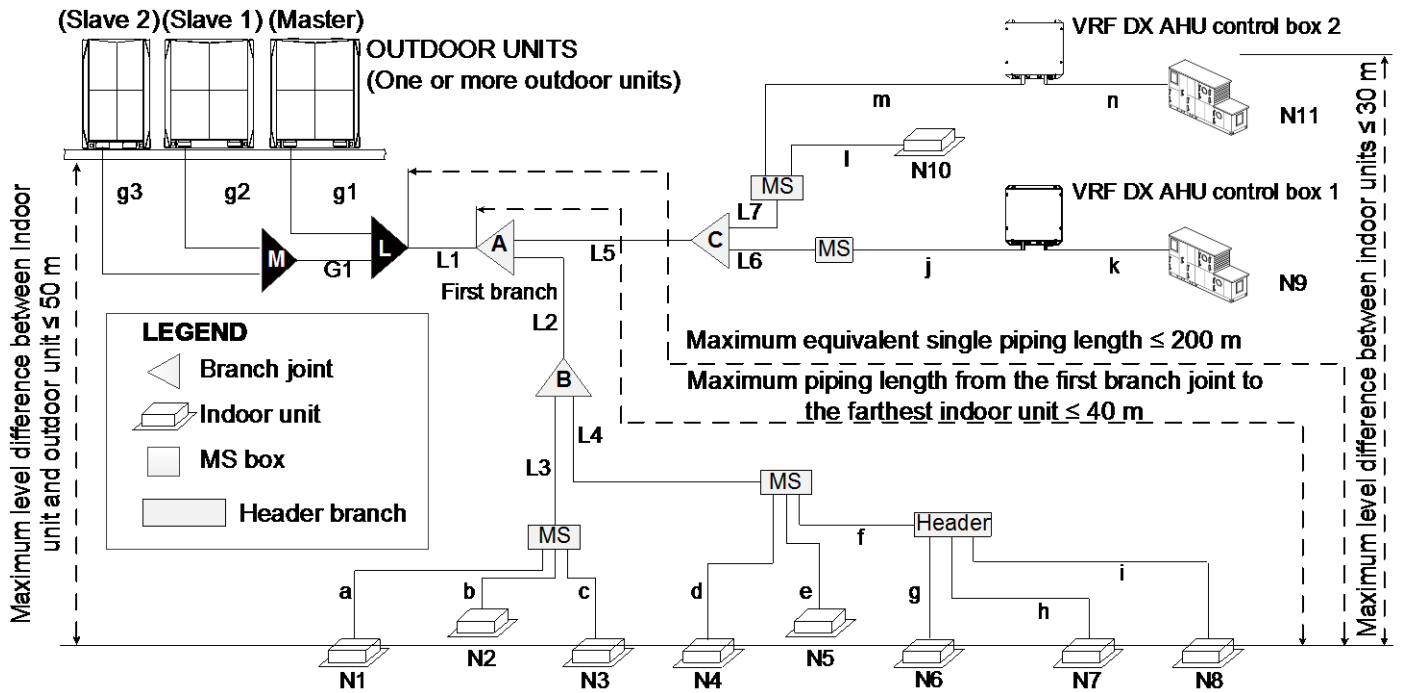 (Slave 2) (Slave 1) (Master)
OUTDOOR UNITS
(One or more outdoor units)
VRF DX AHU control box 2
m
n
N11
l
N10
MS
g3
g2
g1
L7
VRF DX AHU control box 1
M
G1
L
L1
A
L5
C
L6
MS
j
k
N9
First branch
L2
Maximum equivalent single piping length ≤ 200 m
Maximum piping length from the first branch joint to
the farthest indoor unit ≤ 40 m
LEGEND
Branch joint
Indoor unit
MS box
Header branch
B
L3
L4
MS
MS
f
Header
a
b
c
d
e
g
h
i
N1
N2
N3
N4
N5
N6
N7
N8
Maximum level difference between Indoor
unit and outdoor unit ≤ 50 m
Maximum level difference between indoor units ≤ 30 m